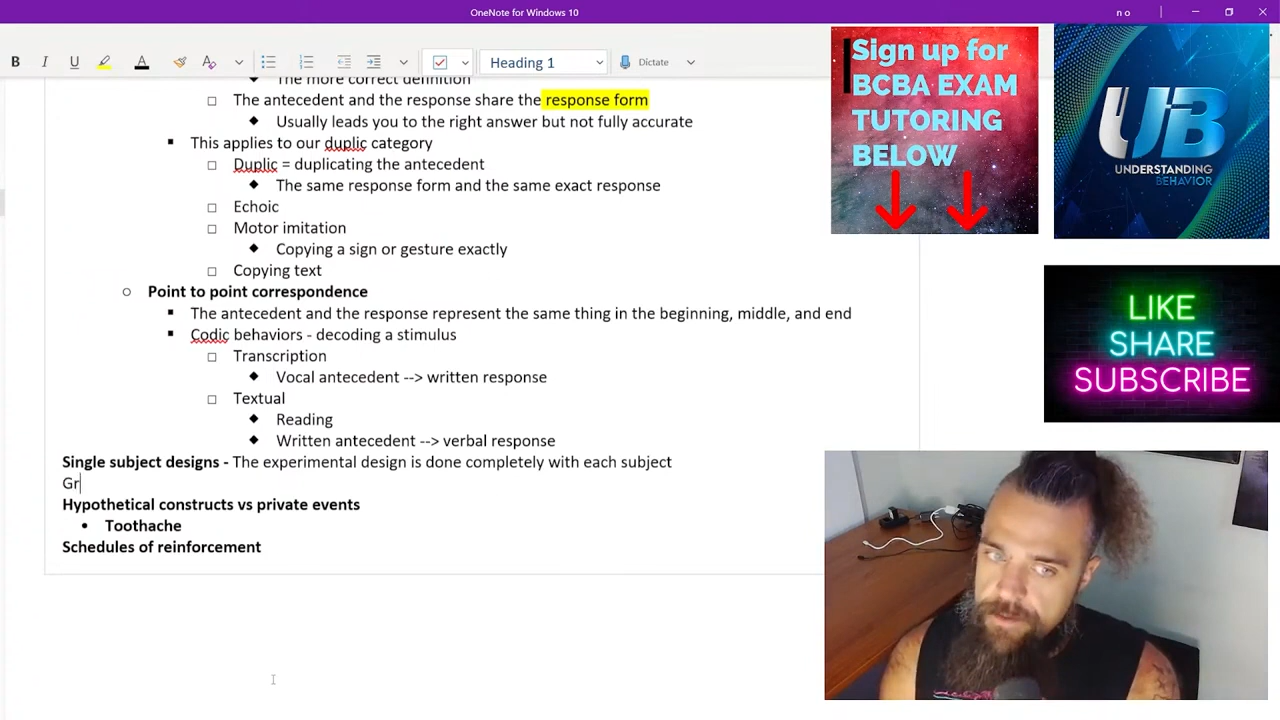 OneNote for Windows 10
n o
B I U A A Heading 1 Dictate
The more correct definition
The antecedent and the response share the response form
Usually leads you to the right answer but not fully accurate
This applies to our duplic category
Duplic = duplicating the antecedent
The same response form and the same exact response
Echoic
Motor imitation
Copying a sign or gesture exactly
Copying text
Point to point correspondence
The antecedent and the response represent the same thing in the beginning, middle, and end
Codic behaviors - decoding a stimulus
Transcription
Vocal antecedent --> written response
Textual
Reading
Written antecedent --> verbal response
Single subject designs - The experimental design is done completely with each subject
Gr
Hypothetical constructs vs private events
Toothache
Schedules of reinforcement
Sign up for
BCBA EXAM
TUTORING
BELOW
UB
UNDERSTANDING
BEHAVIOR
LIKE
SHARE
SUBSCRIBE